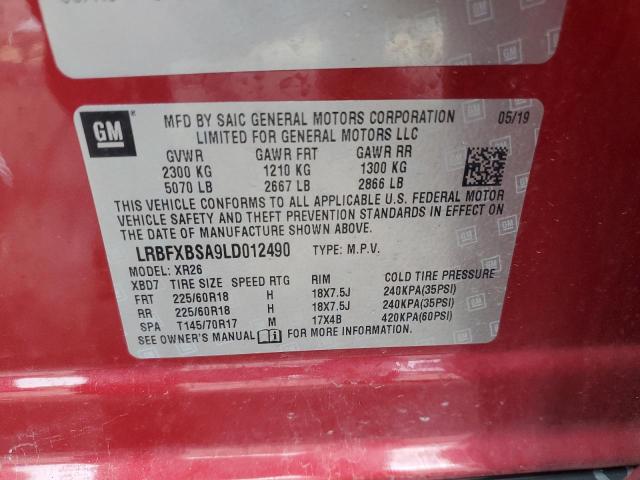 GM
MFD BY SAIC GENERAL MOTORS CORPORATION 05/19
LIMITED FOR GENERAL MOTORS LLC
GVWR GAWR FRT GAWR RR
2300 KG 1210 KG 1300 KG
5070 LB 2667 LB 2866 LB
THIS VEHICLE CONFORMS TO ALL APPLICABLE U.S. FEDERAL MOTOR
VEHICLE SAFETY AND THEFT PREVENTION STANDARDS IN EFFECT ON
THE DATE OF MANUFACTURE SHOWN ABOVE.
LRBFXBSA9LD012490 TYPE: M.P.V.
MODEL: XR26
XBD7 TIRE SIZE SPEED RTG RIM COLD TIRE PRESSURE
FRT 225/60R18 H 18X7.5J 240KPA(35PSI)
RR 225/60R18 H 18X7.5J 240KPA(35PSI)
SPA T145/70R17 M 17X4B 420KPA(60PSI)
SEE OWNER'S MANUAL